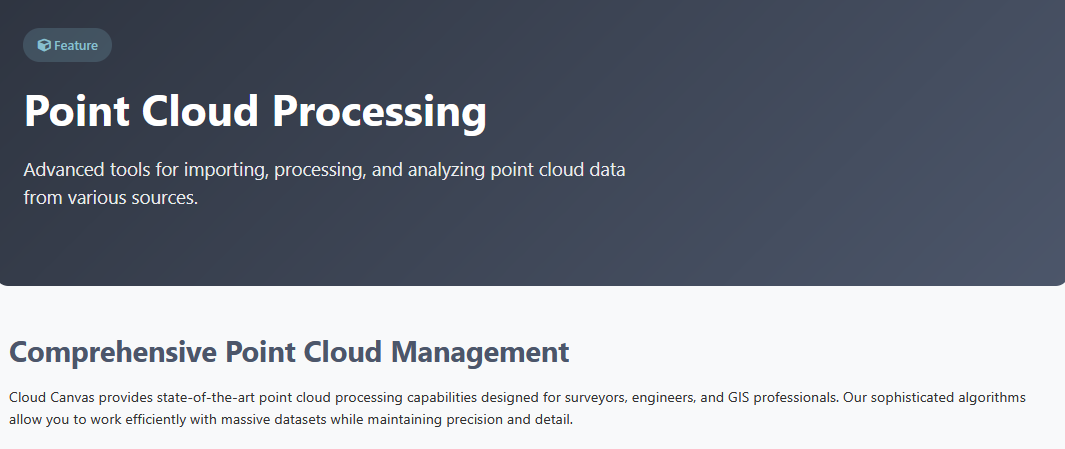 Feature
Point Cloud Processing
Advanced tools for importing, processing, and analyzing point cloud data
from various sources.
Comprehensive Point Cloud Management
Cloud Canvas provides state-of-the-art point cloud processing capabilities designed for surveyors, engineers, and GIS professionals. Our sophisticated algorithms
allow you to work efficiently with massive datasets while maintaining precision and detail.